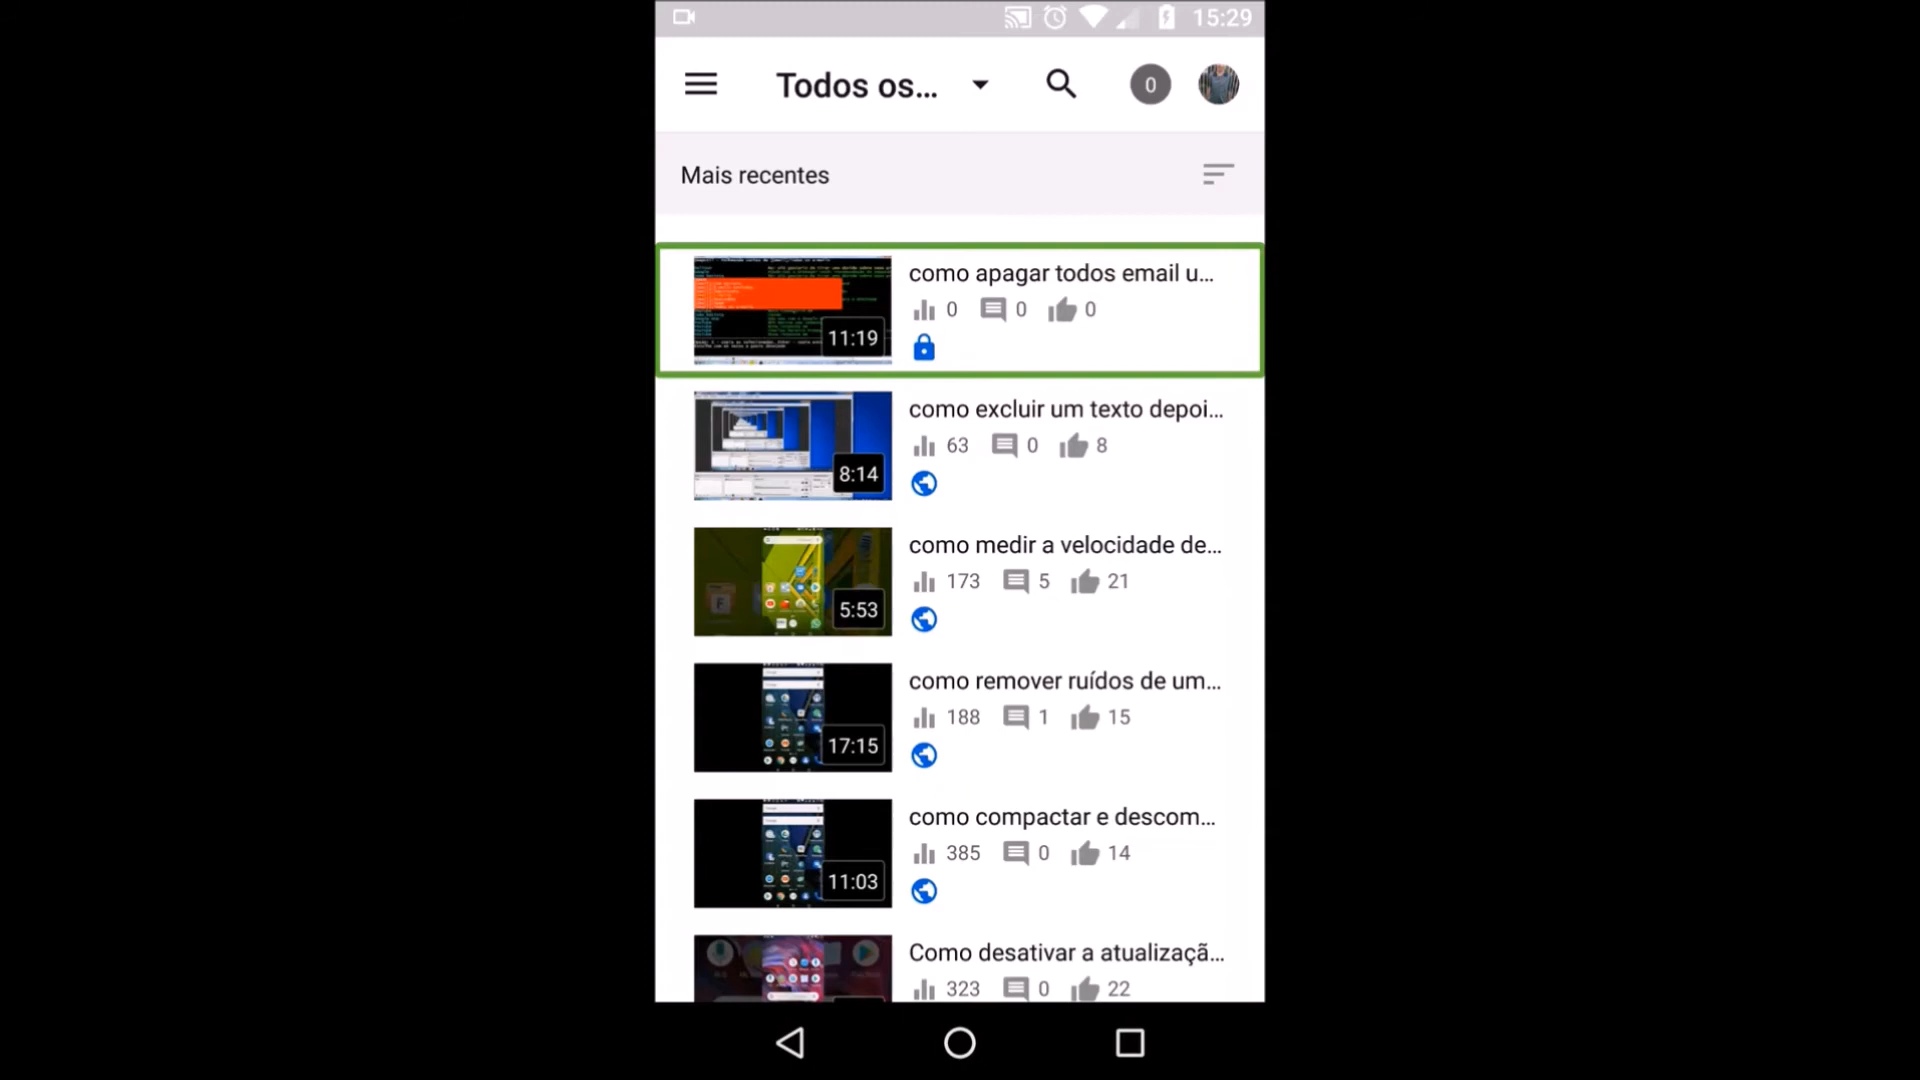 15:29
Todos os...
0
Mais recentes
como apagar todos email u...
0 0 0
11:19
como excluir um texto depoi...
63 0 8
8:14
como medir a velocidade de...
173 5 21
5:53
como remover ruídos de um...
188 1 15
17:15
como compactar e descom...
385 0 14
11:03
Como desativar a atualizaçã...
323 0 22